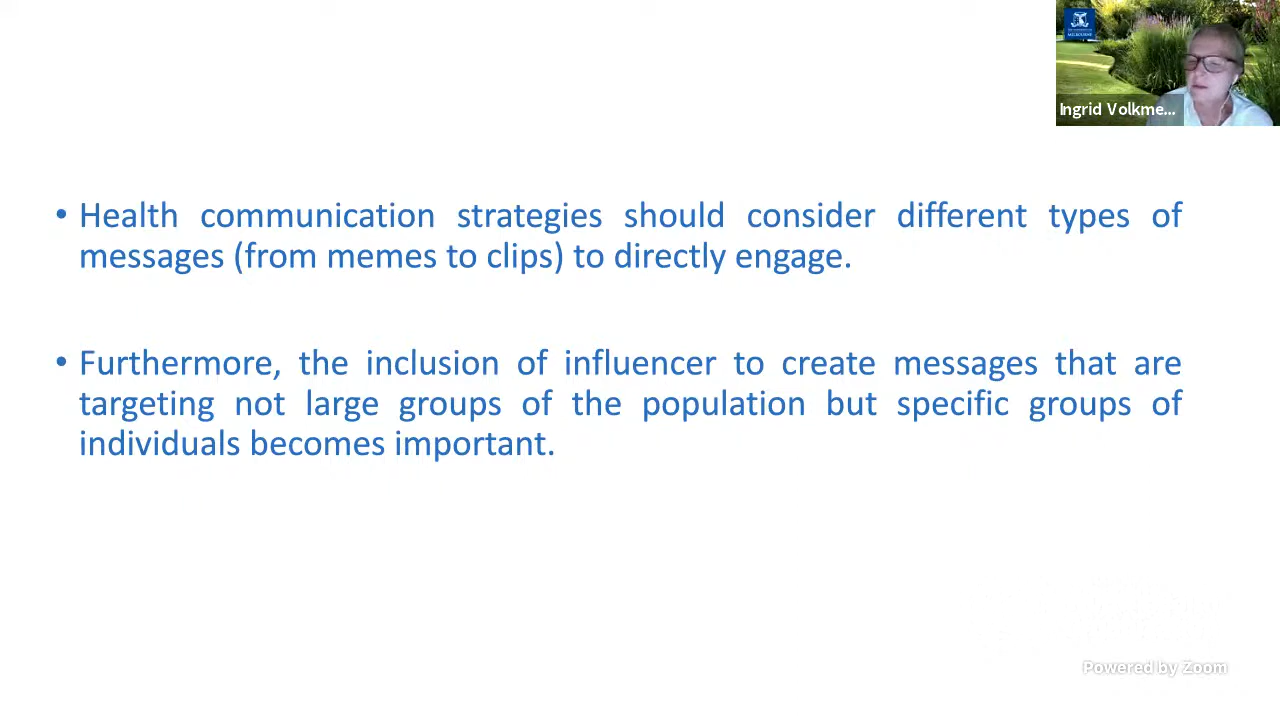 MELBOURNE
Ingrid Volkme...
• Health communication strategies should consider different types of
messages (from memes to clips) to directly engage.
• Furthermore, the inclusion of influencer to create messages that are
targeting not large groups of the population but specific groups of
individuals becomes important.
Powered by Zoom